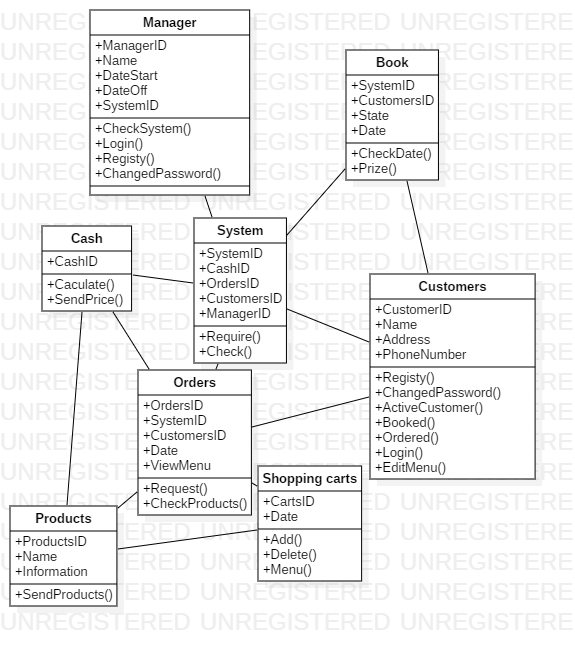 Manager
+ManagerID
+Name
+DateStart
+DateOff
+SystemID
+CheckSystem()
+Login()
+Registy()
+ChangedPassword()
Book
+SystemID
+CustomersID
+State
+Date
+CheckDate()
+Prize()
Cash
+CashID
+Caculate()
+SendPrice()
System
+SystemID
+CashID
+OrdersID
+CustomersID
+ManagerID
+Require()
+Check()
Customers
+CustomerID
+Name
+Address
+PhoneNumber
+Registy()
+ChangedPassword()
+ActiveCustomer()
+Booked()
+Ordered()
+Login()
+EditMenu()
Orders
+OrdersID
+SystemID
+CustomersID
+Date
+ViewMenu
+Request()
+CheckProducts()
Shopping carts
+CartsID
+Date
+Add()
+Delete()
+Menu()
Products
+ProductsID
+Name
+Information
+SendProducts()
UNREGISTERED UNREGISTERED UNREGISTERE